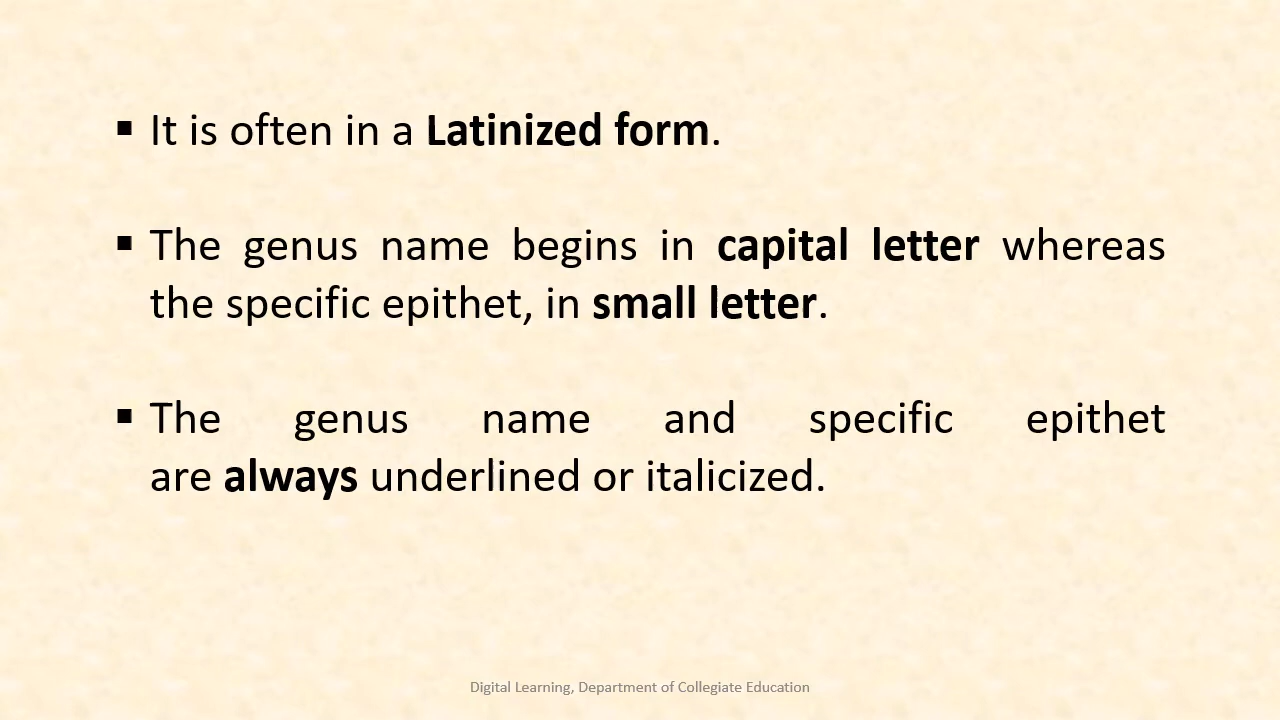 ▪ It is often in a Latinized form.
▪ The genus name begins in capital letter whereas
the specific epithet, in small letter.
▪ The genus name and specific epithet
are always underlined or italicized.
Digital Learning, Department of Collegiate Education